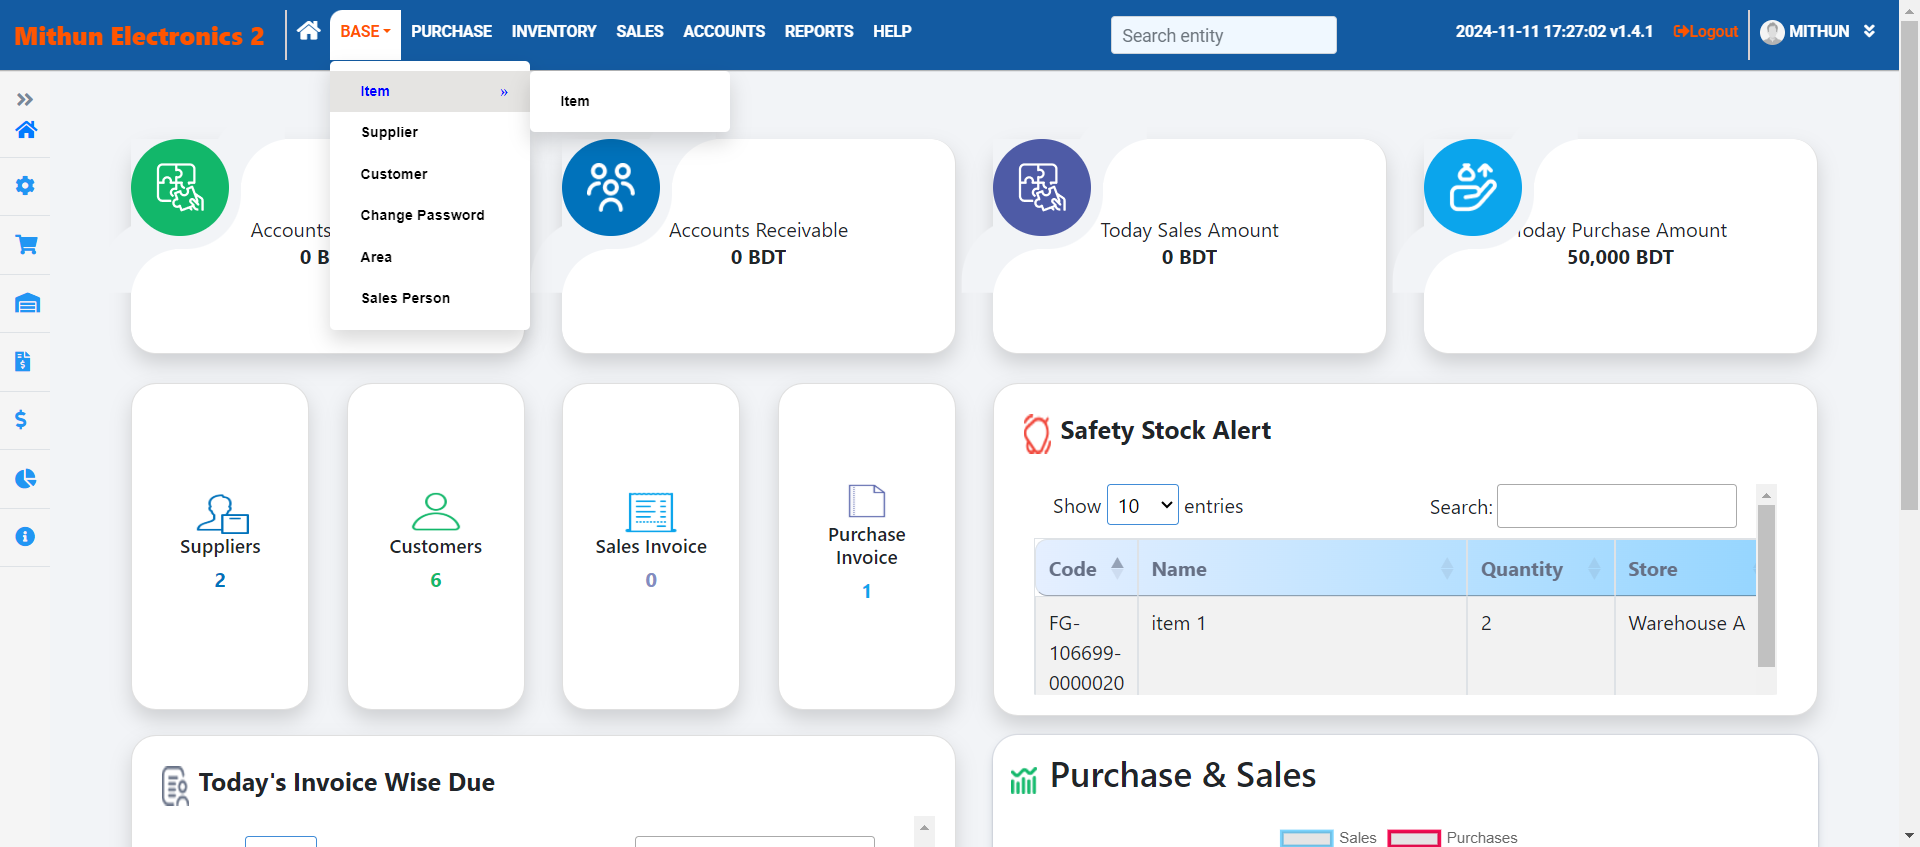 Mithun Electronics 2
BASE
PURCHASE
INVENTORY
SALES
ACCOUNTS
REPORTS
HELP
Search entity
2024-11-11 17:27:02 v1.4.1
Logout
MITHUN
Item »
Item
Supplier
Customer
Change Password
Area
Sales Person
Accounts
0 B
Accounts Receivable
0 BDT
Today Sales Amount
0 BDT
Today Purchase Amount
50,000 BDT
Suppliers
2
Customers
6
Sales Invoice
0
Purchase
Invoice
1
Safety Stock Alert
Show 10 entries
Search:
Code Name Quantity Store
FG-
106699-
0000020
item 1
2
Warehouse A
Today's Invoice Wise Due
Purchase & Sales
Sales Purchases